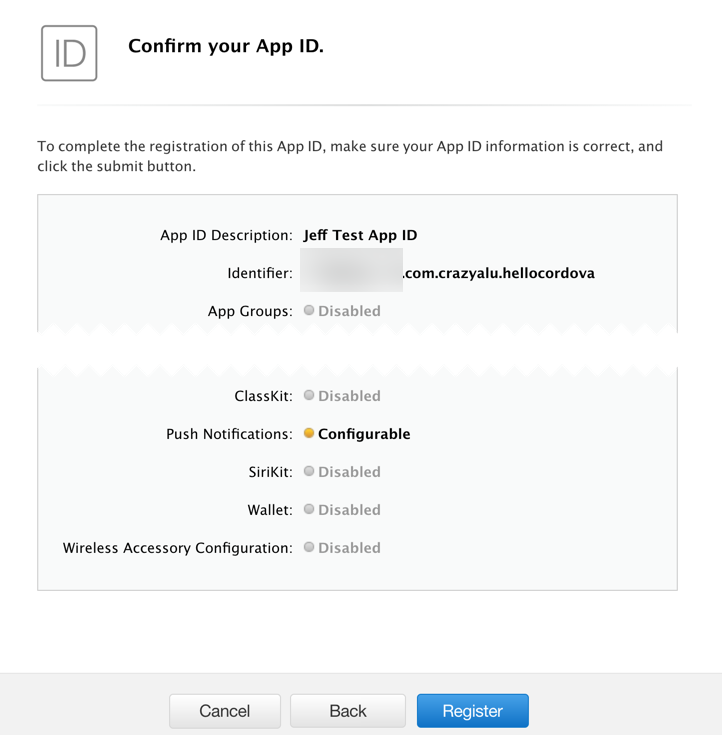 ID
Confirm your App ID.
To complete the registration of this App ID, make sure your App ID information is correct, and
click the submit button.
App ID Description: Jeff Test App ID
Identifier: .com.crazyalu.hellocordova
App Groups: Disabled
ClassKit: Disabled
Push Notifications: Configurable
SiriKit: Disabled
Wallet: Disabled
Wireless Accessory Configuration: Disabled
Cancel Back Register